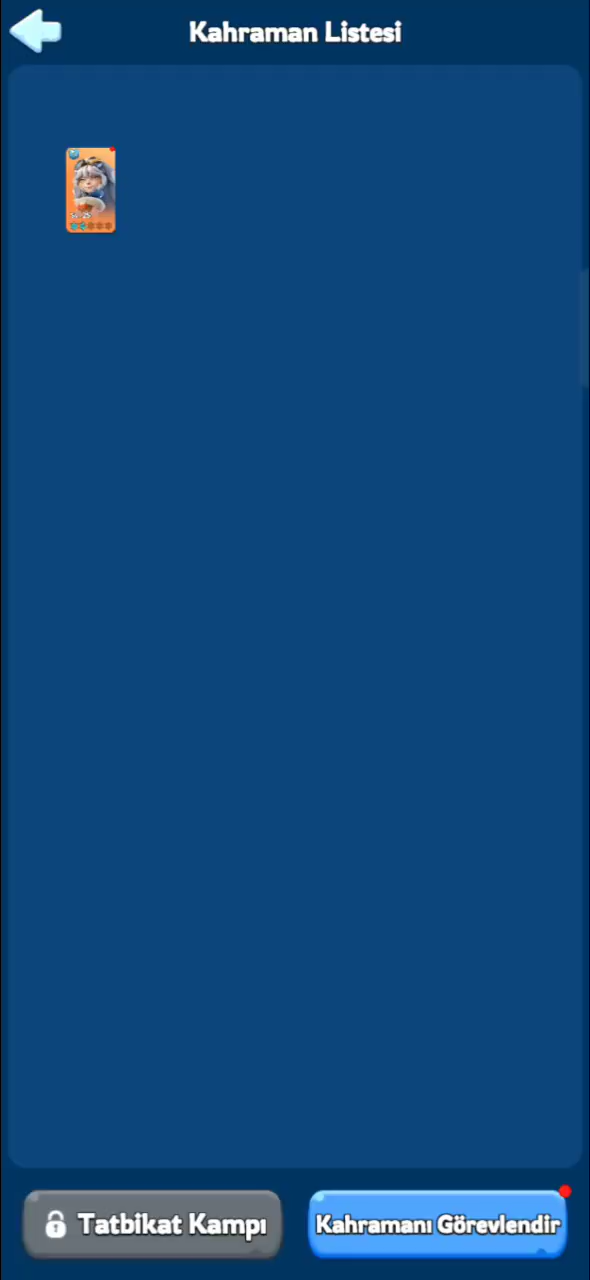 Kahraman Listesi
Tatbikat Kampı
Kahramanı Görevlendir